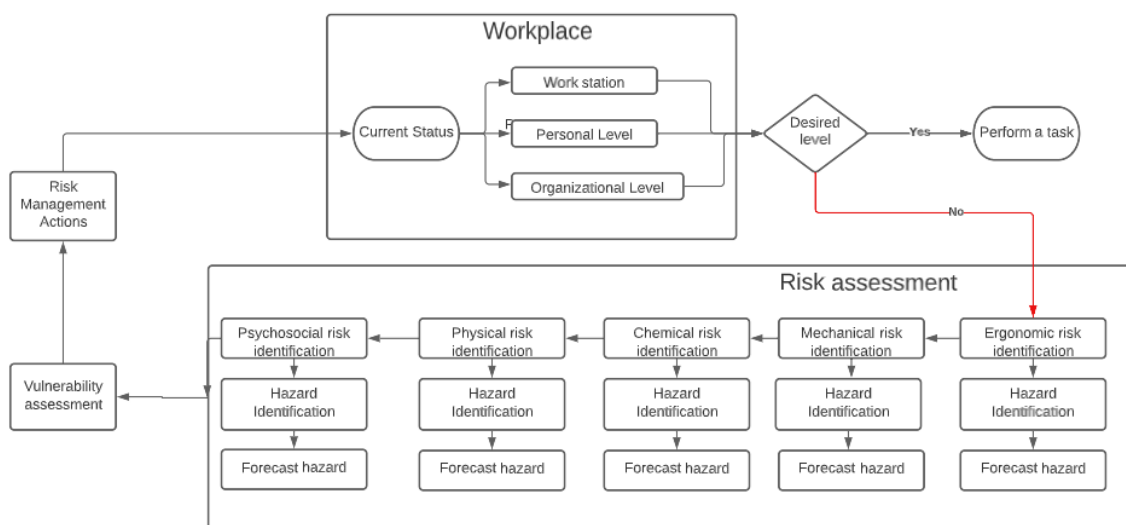 Workplace
Work station
Current Status
P
Personal Level
Organizational Level
Desired
level
Yes
Perform a task
No
Risk
Management
Actions
Risk assessment
Psychosocial risk
identification
Physical risk
identification
Chemical risk
identification
Mechanical risk
identification
Ergonomic risk
identification
Vulnerability
assessment
Hazard
Identification
Hazard
Identification
Hazard
Identification
Hazard
Identification
Hazard
Identification
Forecast hazard
Forecast hazard
Forecast hazard
Forecast hazard
Forecast hazard